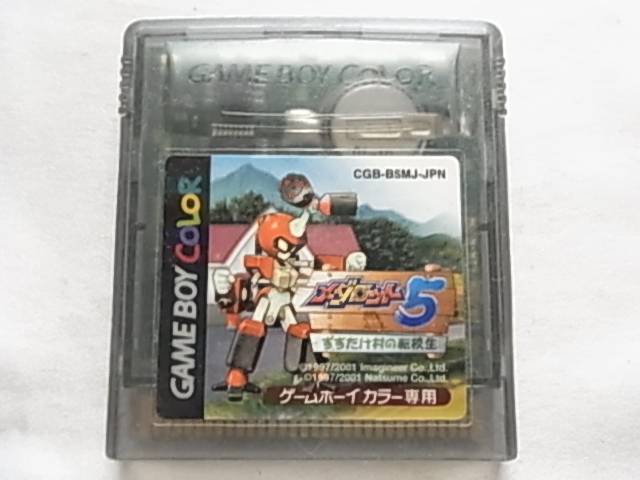 GAME BOY COLOR
CGB-BSMJ-JPN
GAME BOY COLOR
メダロット5
すすたけ村の転校生
©1997/2001 Imagineer Co.,Ltd.
©1997/2001 Natsume Co.,Ltd.
ゲームボーイカラー専用